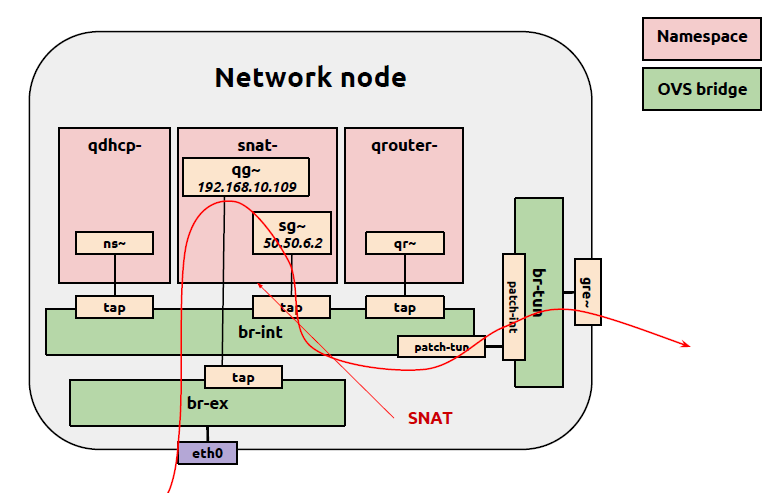 Namespace
OVS bridge
Network node
qdhcp-
snat-
qrouter-
qg~
192.168.10.109
sg~
50.50.6.2
ns~
qr~
tap
tap
tap
br-int
patch-tun
patch-int
br-tun
gre~
tap
br-ex
SNAT
eth0